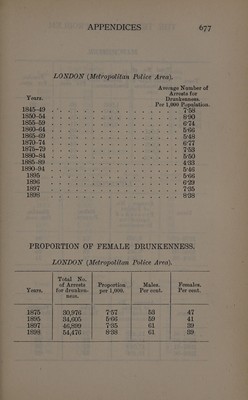 APPENDICES 677
LONDON (Metropolitan Police Area).
Average Number of
Arrests for
Years. Drunkenness.
Per 1,000 Population.
1845-49 . . . . . . . . . . 7·59
1850-54 . . . . . . . . . . 8·90
1855-59 . . . . . . . . . . 6·74
1860-64 . . . . . . . . . . 5·66
1865-69 . . . . . . . . . . 5·48
1870-74 . . . . . . . . . . 6·77
1875-79 . . . . . . . . . . 7·53
1880-84 . . . . . . . . . . 5·50
1885-89 . . . . . . . . . . 4·33
1890-94 . . . . . . . . . . 5·46
1895 . . . . . . . . . . 5·66
1896 . . . . . . . . . . 6·29
1897 . . . . . . . . . . 7·35
1898 . . . . . . . . . . 8·38
PROPORTION OF FEMALE DRUNKENNESS.
LONDON (Metropolitan Police Area).
Years. Total No. of Arrests for drunkenness. Proportion per 1,000. Males. Per cent. Females. Per cent.
1875 30,976 7·57 53 47
1895 34,605 5·66 59 41
1897 46,899 7·35 61 39
1898 54,476 8·38 61 39